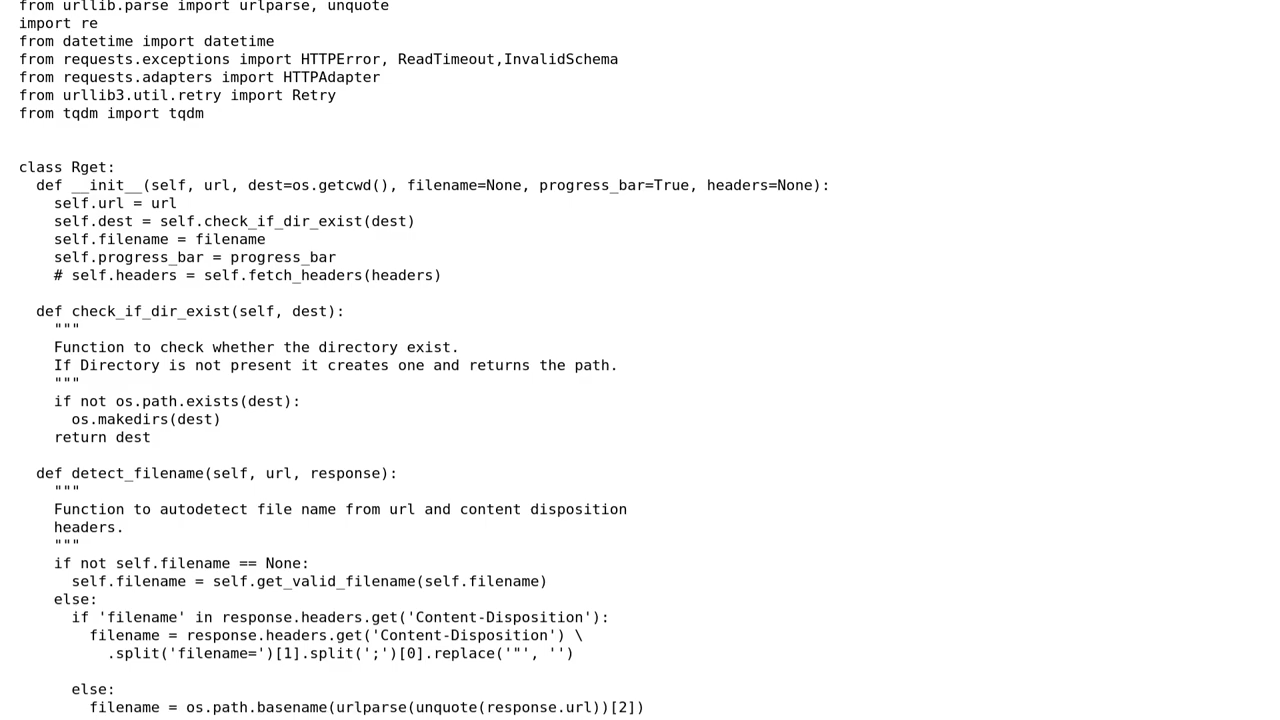 from urllib.parse import urlparse, unquote
import re
from datetime import datetime
from requests.exceptions import HTTPError, ReadTimeout,InvalidSchema
from requests.adapters import HTTPAdapter
from urllib3.util.retry import Retry
from tqdm import tqdm
class Rget:
  def __init__(self, url, dest=os.getcwd(), filename=None, progress_bar=True, headers=None):
    self.url = url
    self.dest = self.check_if_dir_exist(dest)
    self.filename = filename
    self.progress_bar = progress_bar
    # self.headers = self.fetch_headers(headers)
  def check_if_dir_exist(self, dest):
    """
    Function to check whether the directory exist.
    If Directory is not present it creates one and returns the path.
    """
    if not os.path.exists(dest):
      os.makedirs(dest)
    return dest
  def detect_filename(self, url, response):
    """
    Function to autodetect file name from url and content disposition
    headers.
    """
    if not self.filename == None:
      self.filename = self.get_valid_filename(self.filename)
    else:
      if 'filename' in response.headers.get('Content-Disposition'):
        filename = response.headers.get('Content-Disposition') \
          .split('filename=')[1].split(';')[0].replace('"', '')
      else:
        filename = os.path.basename(urlparse(unquote(response.url))[2])